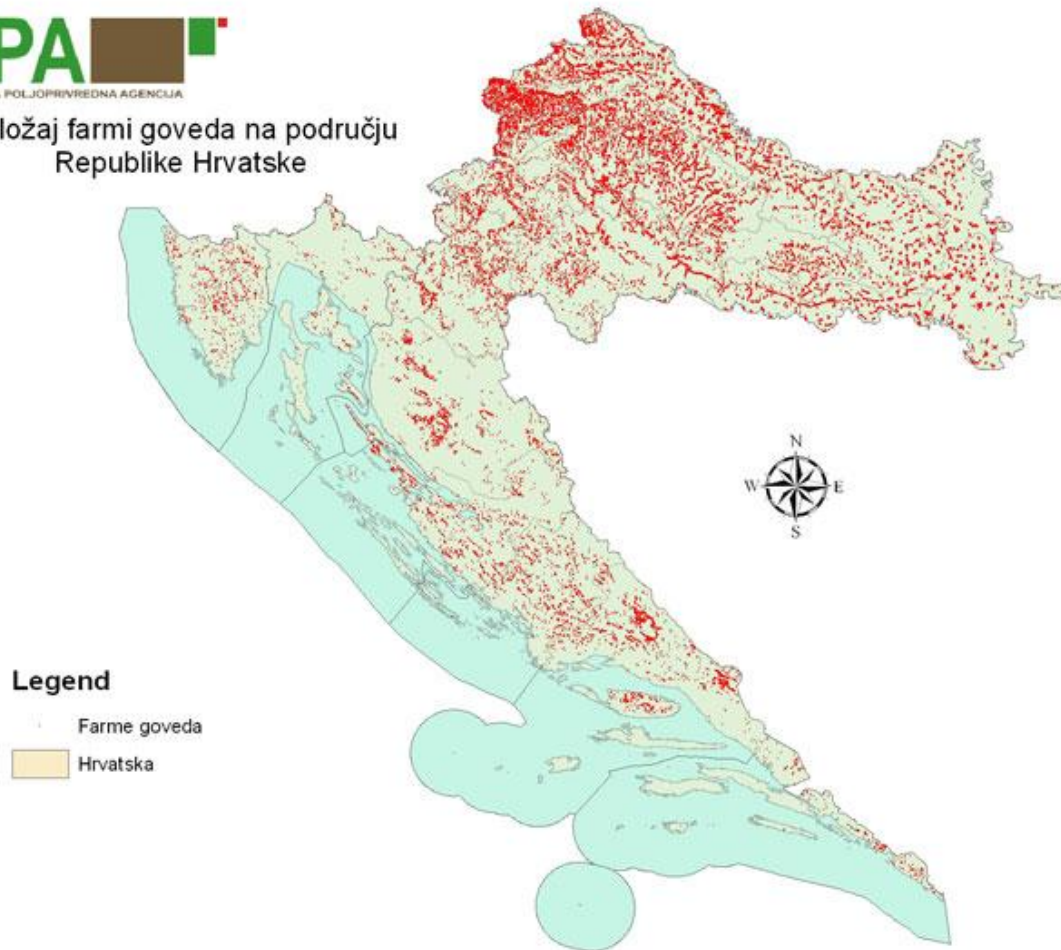 PA
POLJOPRIVREDNA AGENCIJA
ložaj farmi goveda na području
Republike Hrvatske
N
W E
S
Legend
Farme goveda
Hrvatska